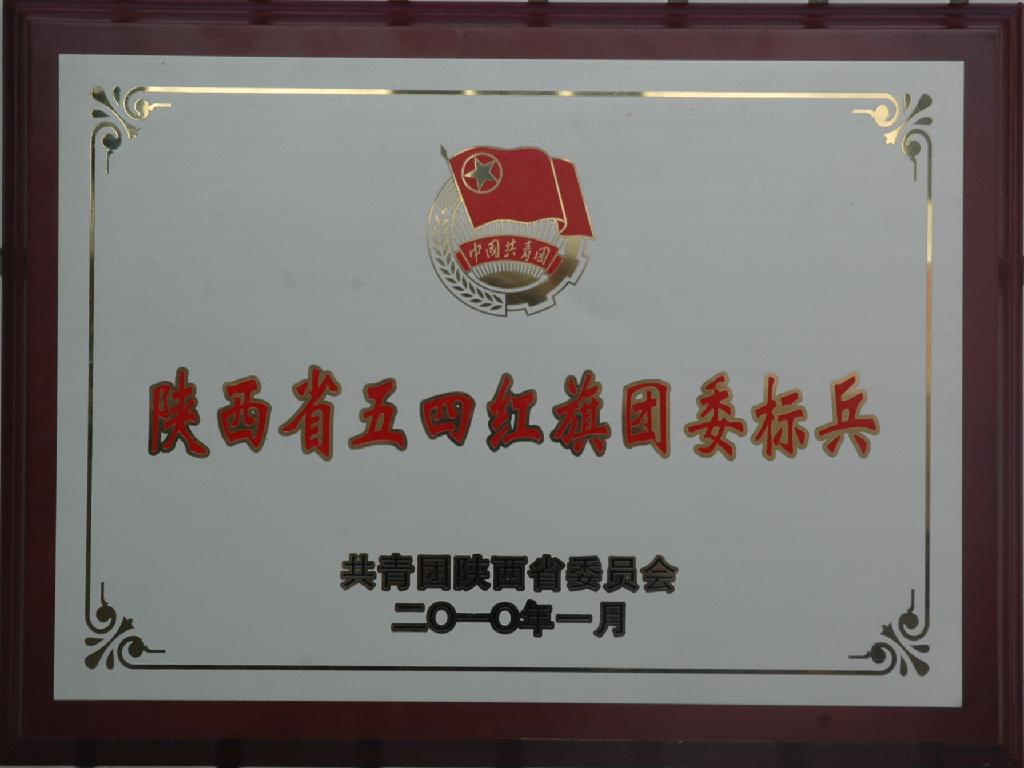 中国共青团
陕西省五四红旗团委标兵
共青团陕西省委员会
二〇一〇年一月